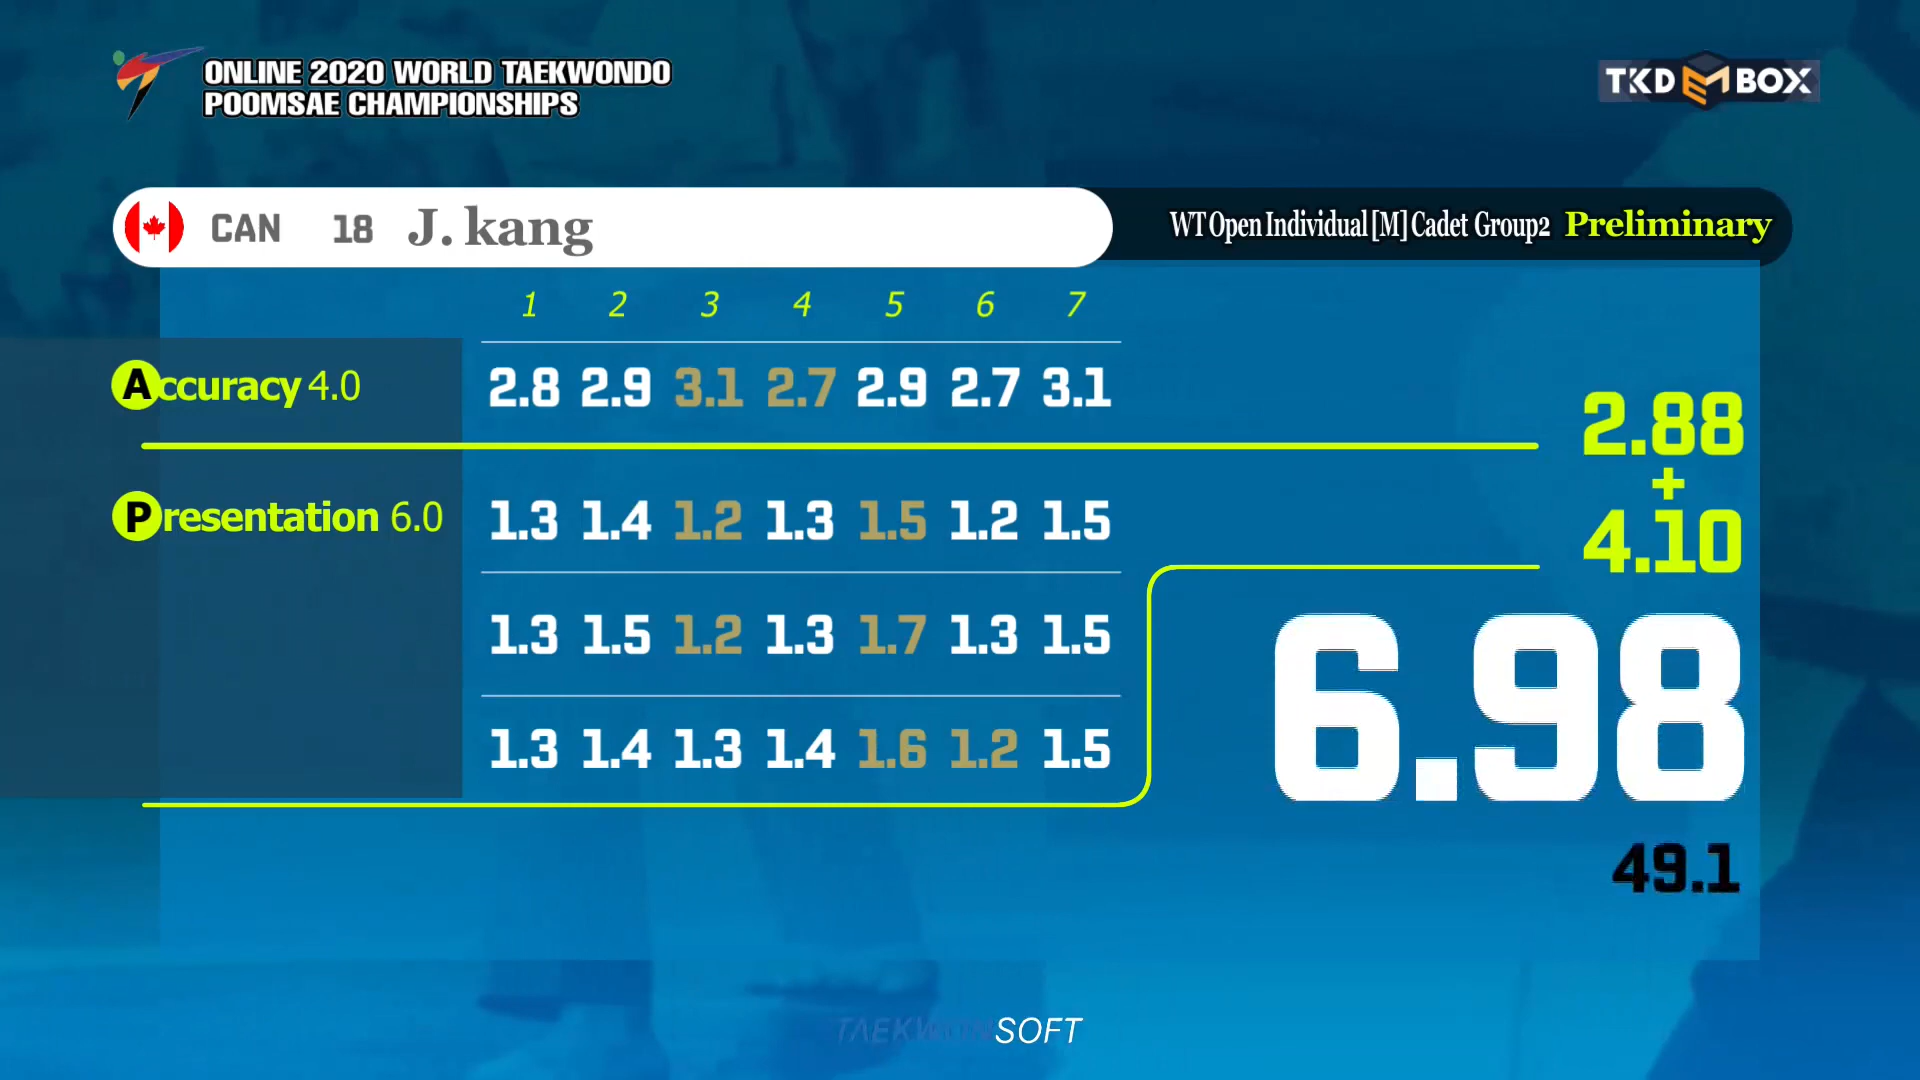 ONLINE 2020 WORLD TAEKWONDO
POOMSAE CHAMPIONSHIPS
TKD BOX
CAN 18 J. kang
WT Open Individual [M] Cadet Group2 Preliminary
1 2 3 4 5 6 7
Accuracy 4.0 2.8 2.9 3.1 2.7 2.9 2.7 3.1
2.88
+
Presentation 6.0 1.3 1.4 1.2 1.3 1.5 1.2 1.5
4.10
1.3 1.5 1.2 1.3 1.7 1.3 1.5
6.98
1.3 1.4 1.3 1.4 1.6 1.2 1.5
49.1
TAEKWONSOFT